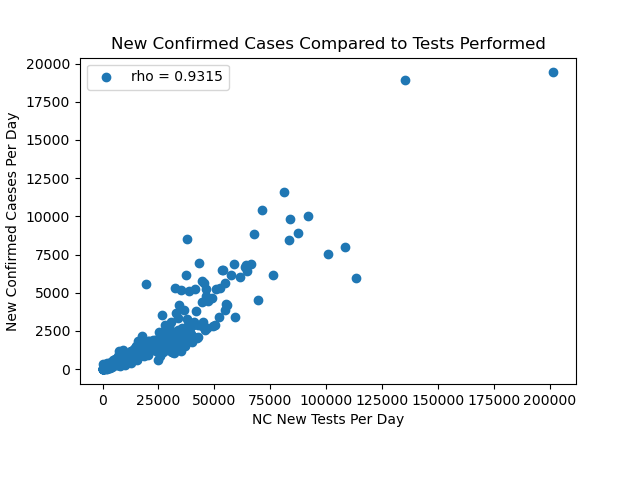 New Confirmed Cases Compared to Tests Performed
rho = 0.9315
20000
17500
15000
12500
10000
7500
5000
2500
0
New Confirmed Caeses Per Day
0 25000 50000 75000 100000 125000 150000 175000 200000
NC New Tests Per Day